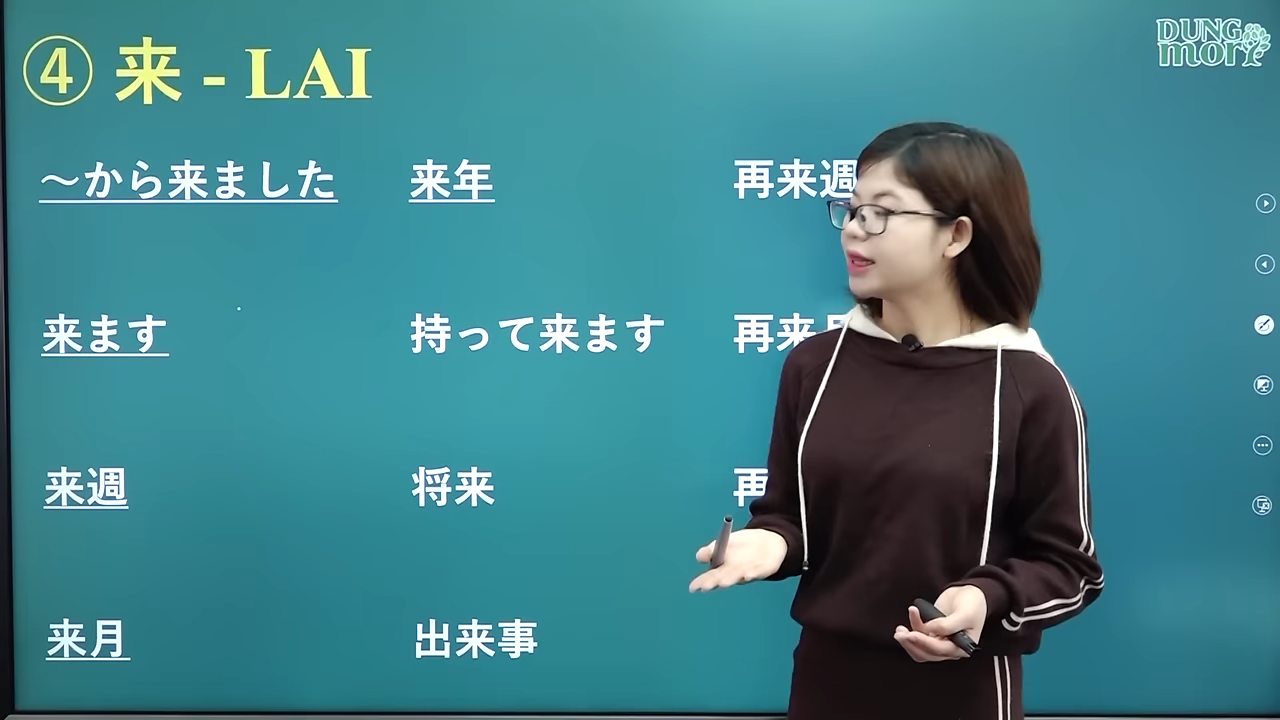 ④ 来 - LAI
DUNG
mori
～から来ました
来年
再来週
来ます
持って来ます
再来
来週
将来
再
来月
出来事